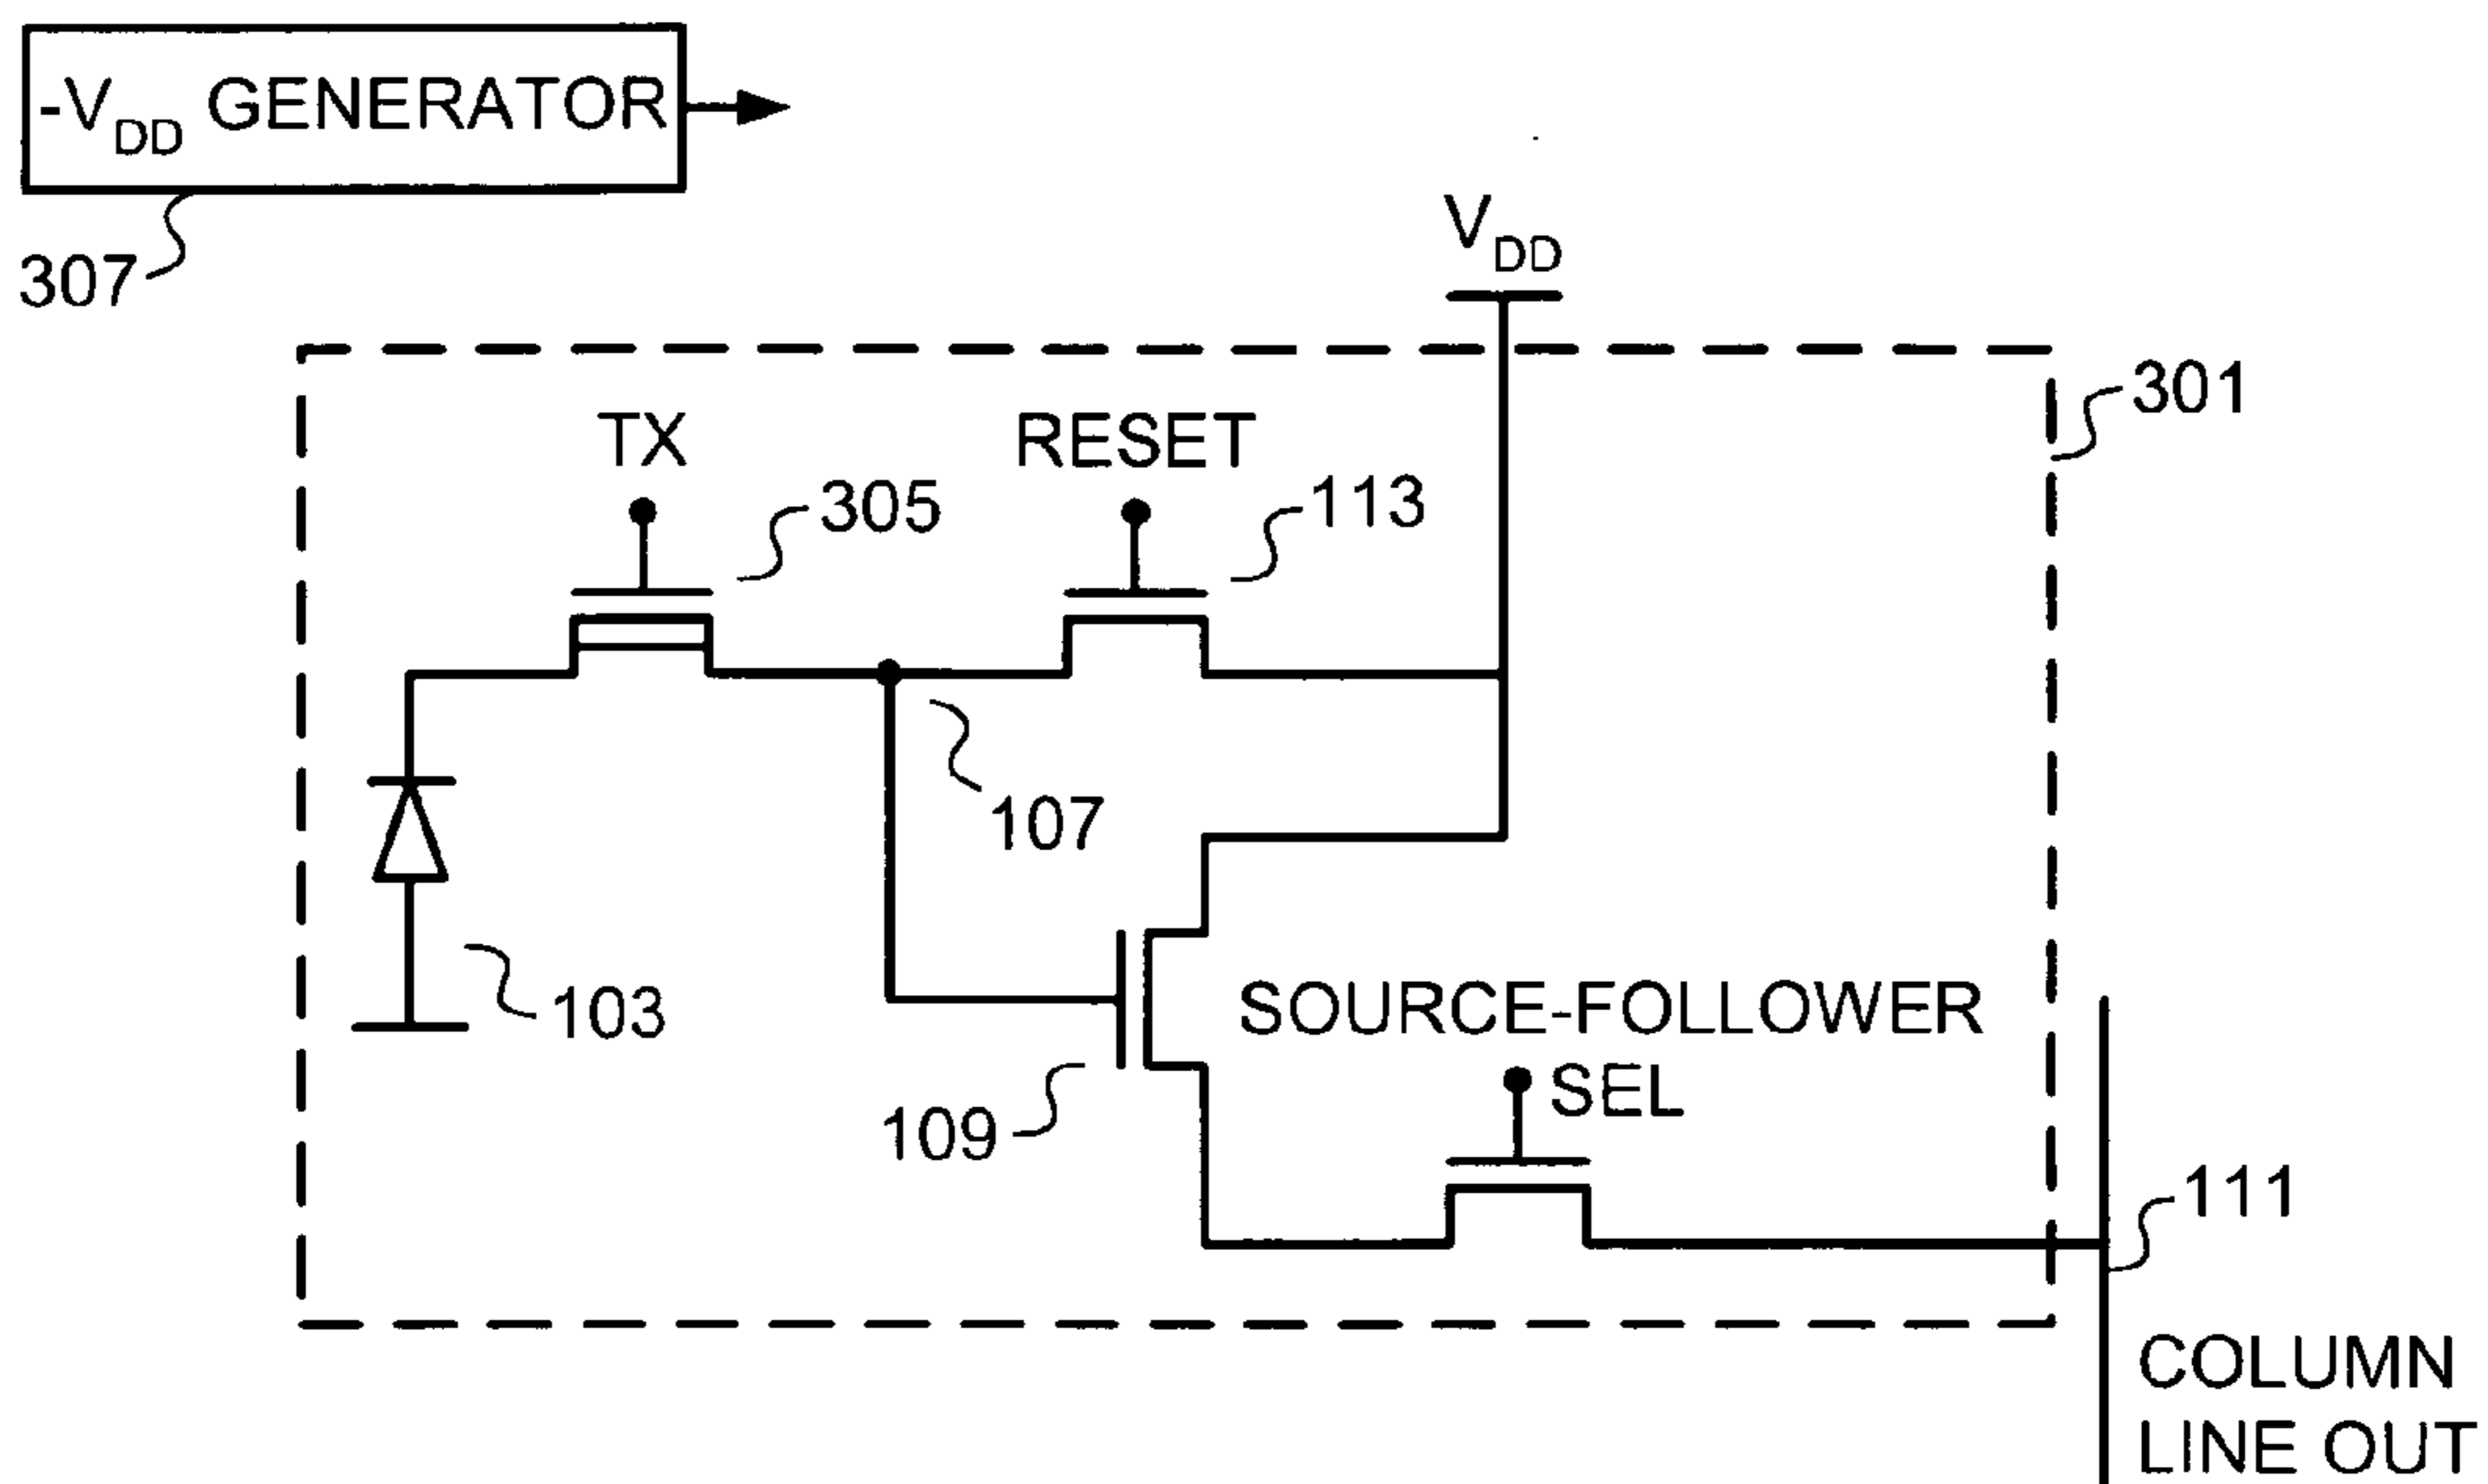 -VDD GENERATOR
307
VDD
301
TX
RESET
305
113
107
103
SOURCE-FOLLOWER
SEL
109
111
COLUMN
LINE OUT